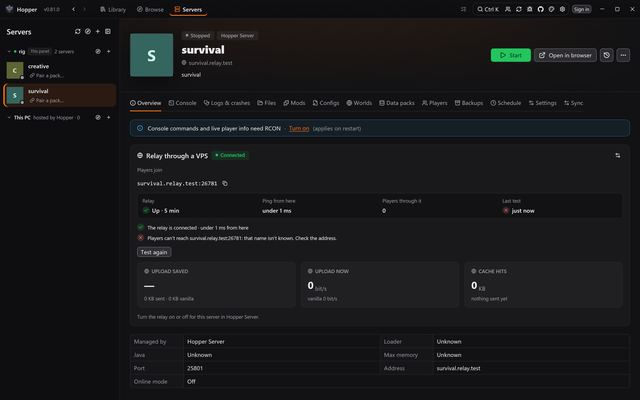 Hopper v0.81.0 Library Browse Servers Ctrl K Sign in
Servers
rig This panel 2 servers
C creative
Pair a pack...
S survival
Pair a pack...
This PC hosted by Hopper
S
Stopped Hopper Server
survival
survival.relay.test
survival
Start Open in browser
Overview Console Logs & crashes Files Mods Configs Worlds Data packs Players Backups Schedule Settings Sync
Console commands and live player info need RCON · Turn on (applies on restart)
Relay through a VPS Connected
Players join
survival.relay.test:26781
Relay Ping from here Players through it Last test
Up · 5 min under 1 ms 0 just now
The relay is connected · under 1 ms from here
Players can't reach survival.relay.test:26781: that name isn't known. Check the address.
Test again
UPLOAD SAVED UPLOAD NOW CACHE HITS
— 0 bit/s 0 KB
0 KB sent · 0 KB vanilla vanilla 0 bit/s nothing sent yet
Turn the relay on or off for this server in Hopper Server.
Managed by Hopper Server Loader Unknown
Java Unknown Max memory Unknown
Port 25801 Address survival.relay.test
Online mode Off